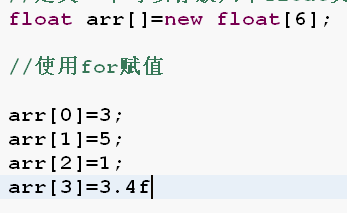 float arr[]=new float[6];
//使用for赋值
arr[0]=3;
arr[1]=5;
arr[2]=1;
arr[3]=3.4f